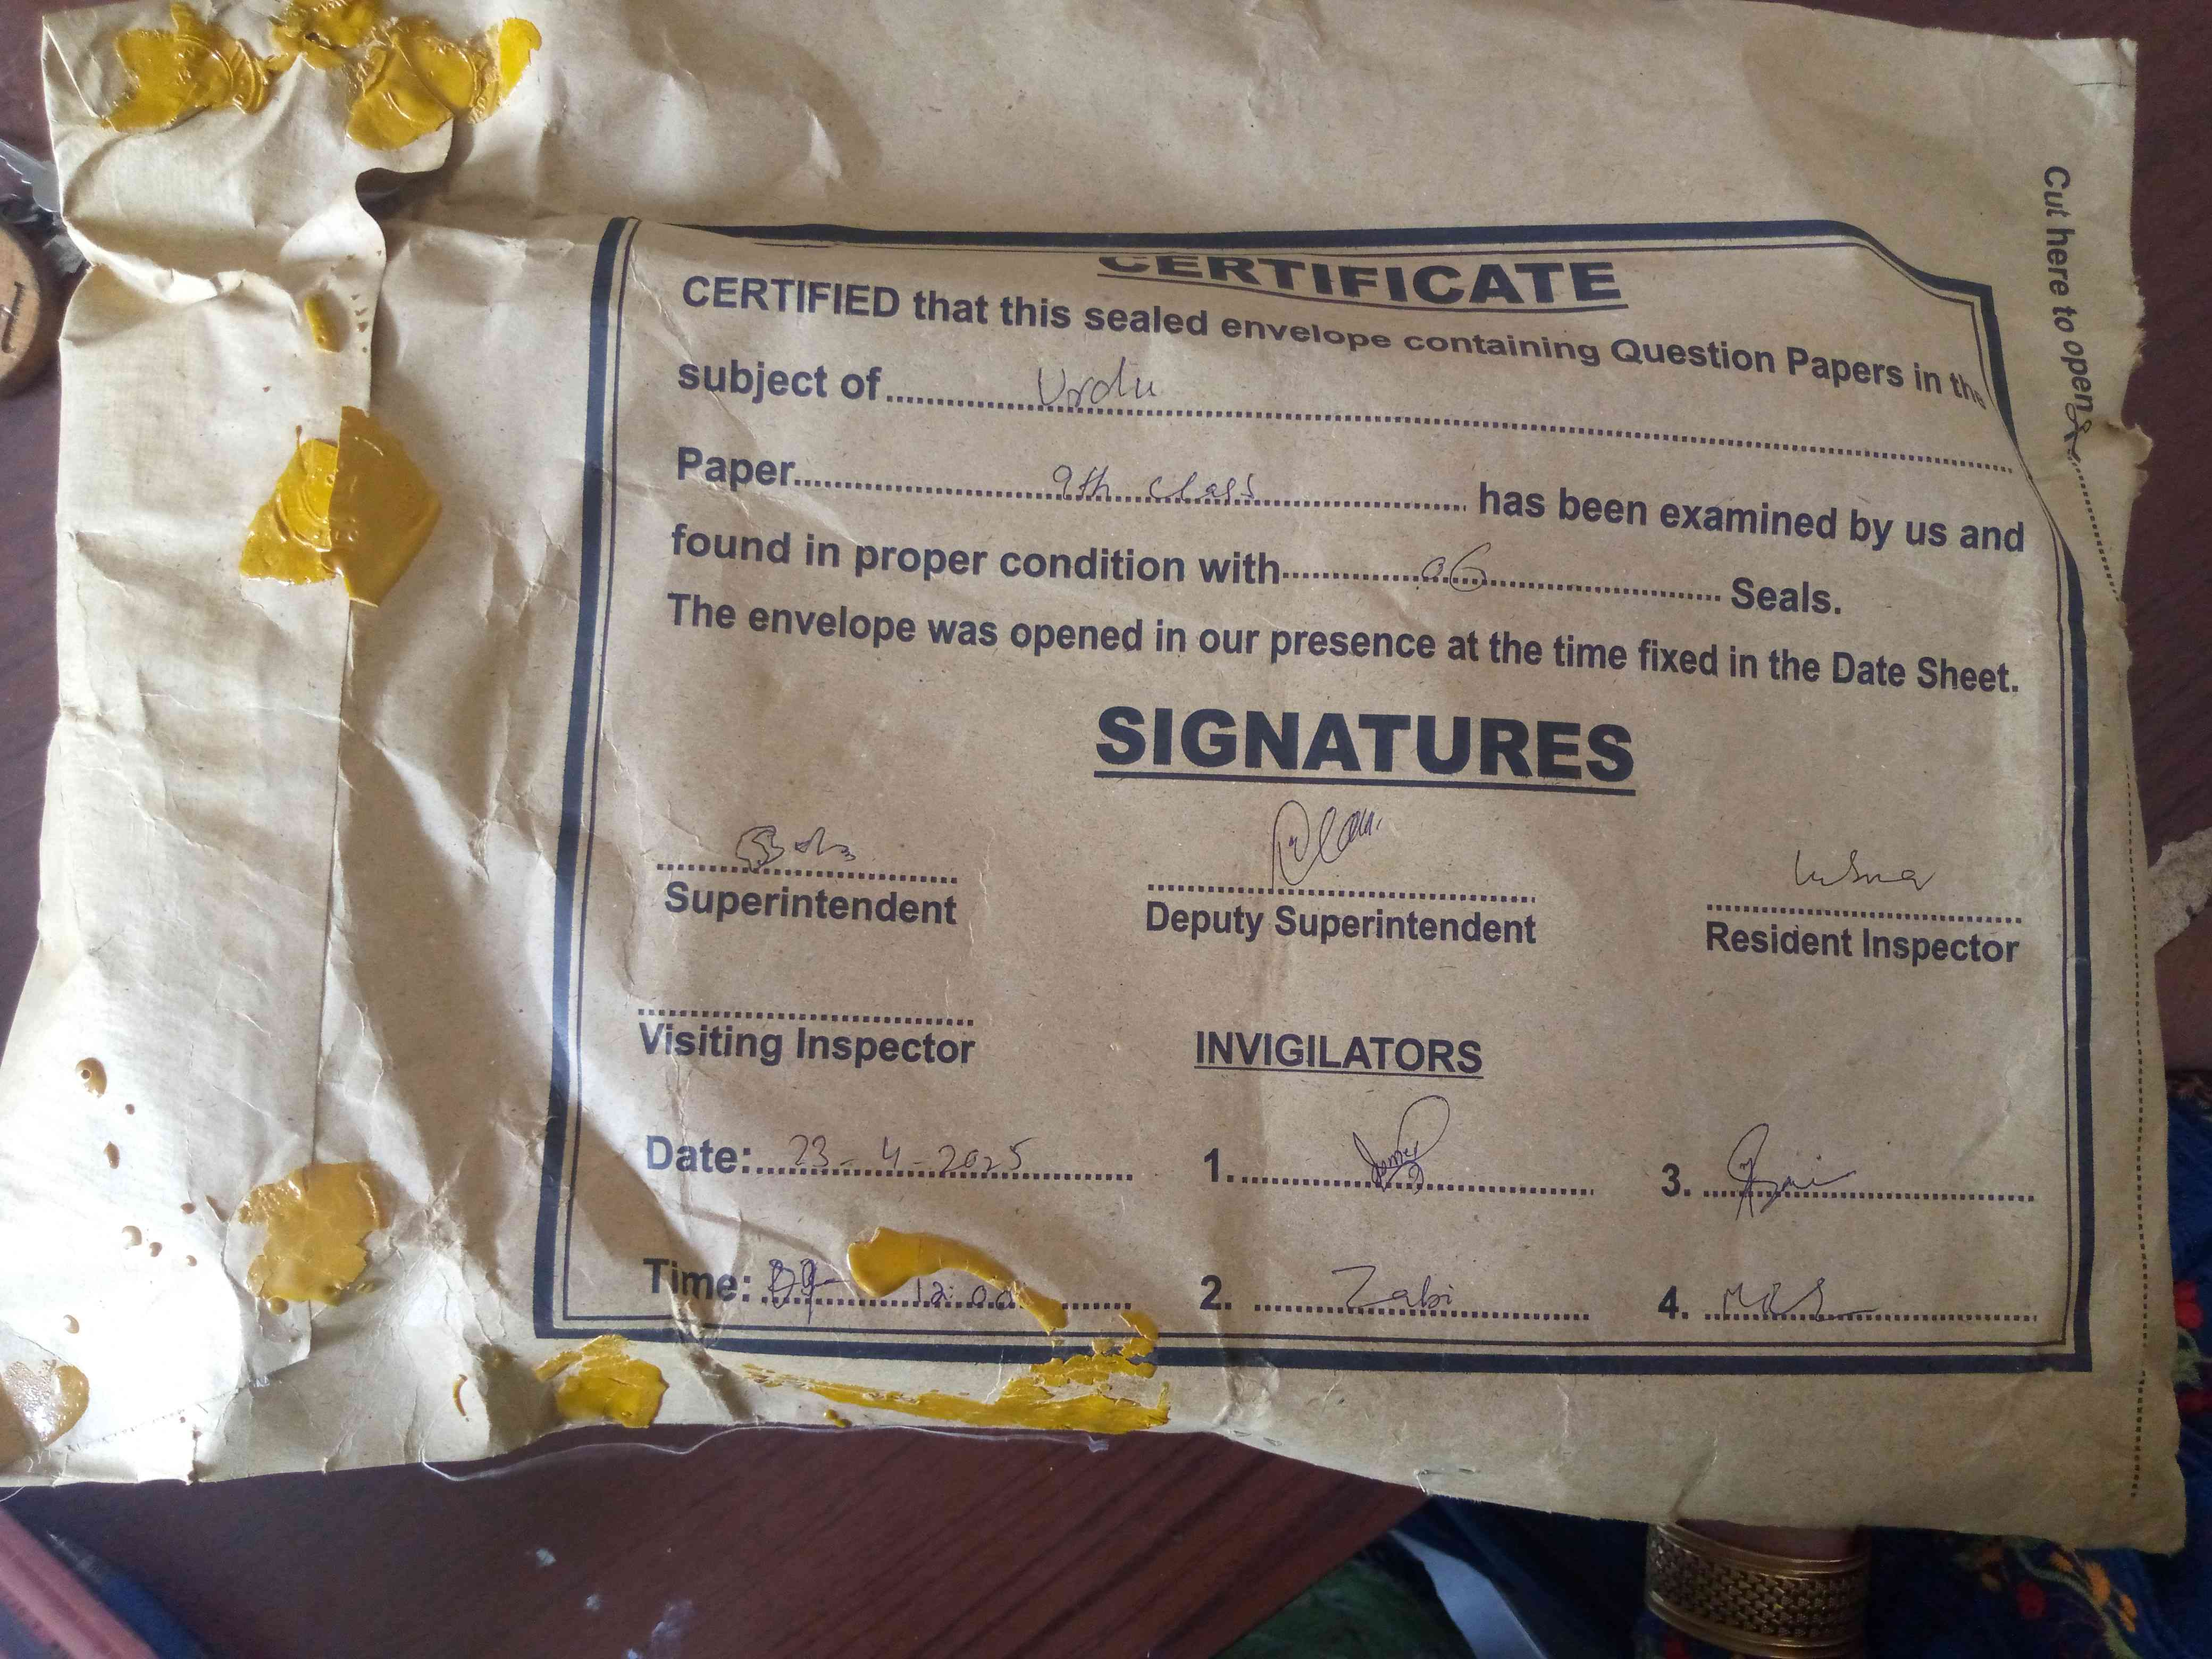 CERTIFICATE
CERTIFIED that this sealed envelope containing Question Papers in the
subject of.......... Urdu ..........
Paper.......... 9th class .......... has been examined by us and
found in proper condition with.......... 06 .......... Seals.
The envelope was opened in our presence at the time fixed in the Date Sheet.
SIGNATURES
Superintendent
Deputy Superintendent
Resident Inspector
Visiting Inspector
INVIGILATORS
Date: 23-4-2025
1.
3.
Time: 12:00
2. Zabi
4.
Cut here to open